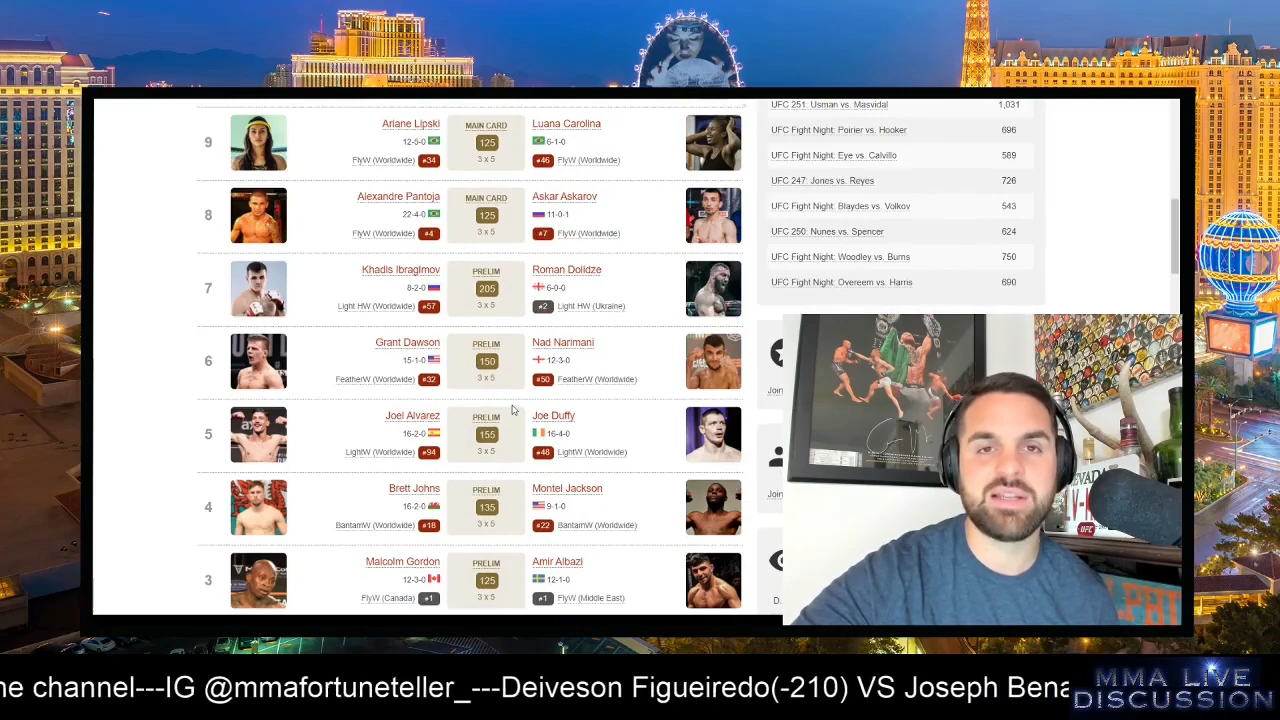 9
Ariane Lipski
12-5-0
FlyW (Worldwide) #34
MAIN CARD
125
3 x 5
Luana Carolina
6-1-0
#46 FlyW (Worldwide)
8
Alexandre Pantoja
22-4-0
FlyW (Worldwide) #4
MAIN CARD
125
3 x 5
Askar Askarov
11-0-1
#7 FlyW (Worldwide)
7
Khadis Ibragimov
8-2-0
Light HW (Worldwide) #57
PRELIM
205
3 x 5
Roman Dolidze
6-0-0
#2 Light HW (Ukraine)
6
Grant Dawson
15-1-0
FeatherW (Worldwide) #32
PRELIM
150
3 x 5
Nad Narimani
12-3-0
#50 FeatherW (Worldwide)
5
Joel Alvarez
16-2-0
LightW (Worldwide) #94
PRELIM
155
3 x 5
Joe Duffy
16-4-0
#48 LightW (Worldwide)
4
Brett Johns
16-2-0
BantamW (Worldwide) #18
PRELIM
135
3 x 5
Montel Jackson
9-1-0
#22 BantamW (Worldwide)
3
Malcolm Gordon
12-3-0
FlyW (Canada) #1
PRELIM
125
3 x 5
Amir Albazi
12-1-0
#1 FlyW (Middle East)
UFC 251: Usman vs. Masvidal 1,031
UFC Fight Night: Poirier vs. Hooker 696
UFC Fight Night: Eye vs. Calvillo 589
UFC 247: Jones vs. Reyes 726
UFC Fight Night: Blaydes vs. Volkov 543
UFC 250: Nunes vs. Spencer 624
UFC Fight Night: Woodley vs. Burns 750
UFC Fight Night: Overeem vs. Harris 690
Join
Join
D.
UFC
he channel---IG @mmafortuneteller_---Deiveson Figueiredo(-210) VS Joseph Bena
MMA LIVE
DISCUSSION